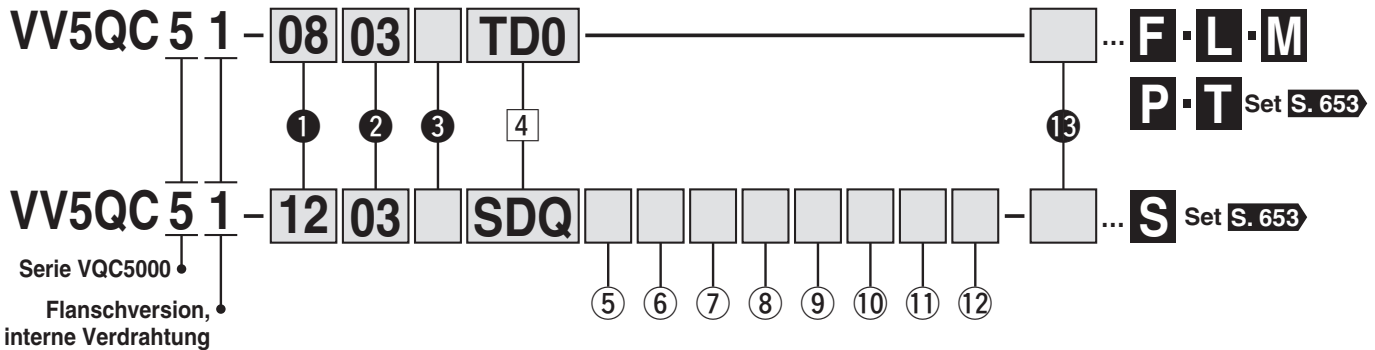 VV5QC 5 1 – 08 03 TD0 ... F · L · M
P · T Set S. 653
❶ ❷ ❸ 4 ⓭
VV5QC 5 1 – 12 03 SDQ – ... S Set S. 653
Serie VQC5000
⑤ ⑥ ⑦ ⑧ ⑨ ⑩ ⑪ ⑫
Flanschversion,
interne Verdrahtung